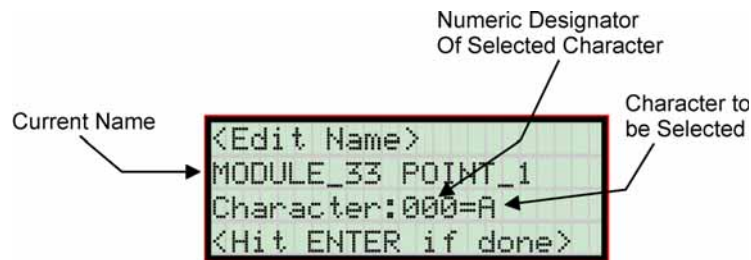 Numeric Designator
Of Selected Character
Character to
be Selected
Current Name
<Edit Name>
MODULE_33 POINT_1
Character:000=A
<Hit ENTER if done>